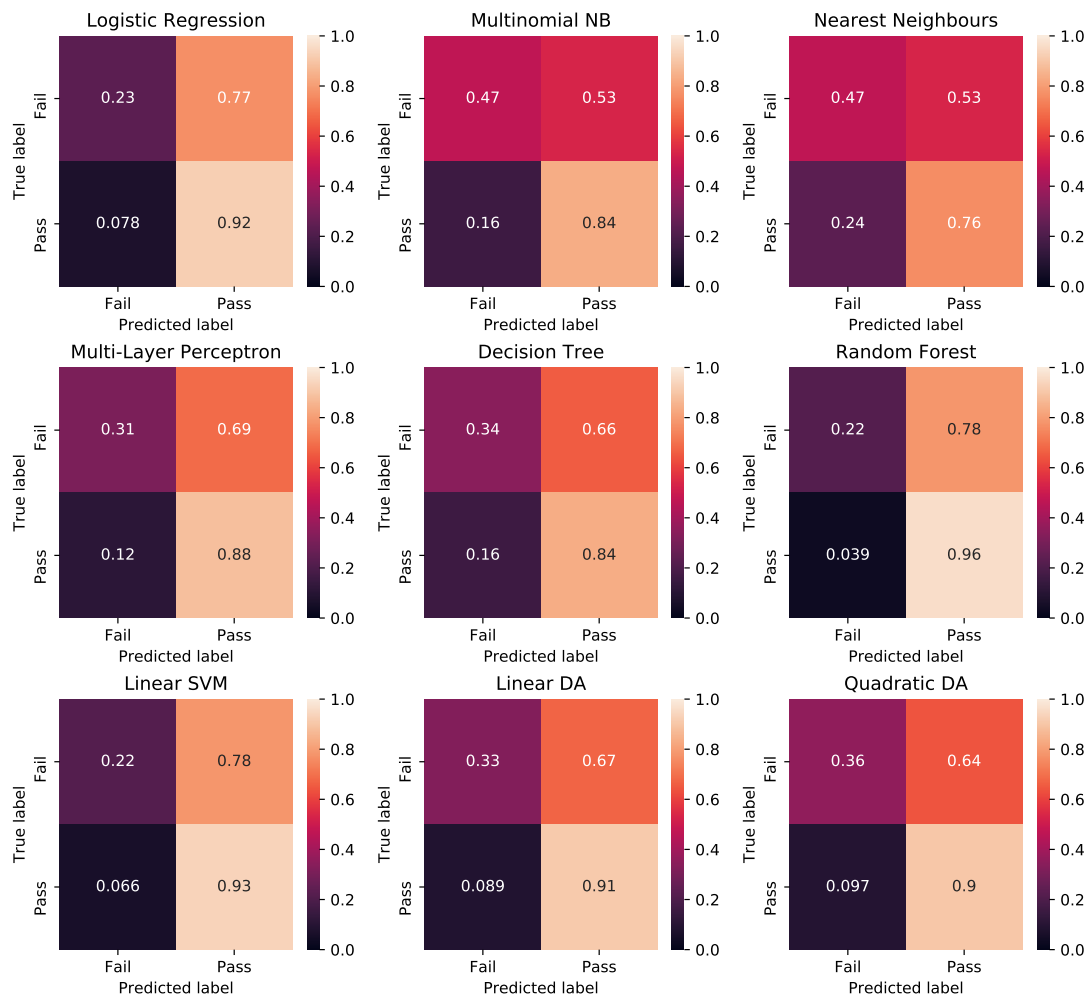 Logistic Regression
Multinomial NB
Nearest Neighbours
1.0
0.8
0.6
0.4
0.2
0.0
1.0
0.8
0.6
0.4
0.2
0.0
1.0
0.8
0.6
0.4
0.2
0.0
True label
Fail
Pass
0.23 0.77
0.078 0.92
Fail Pass
Predicted label
True label
Fail
Pass
0.47 0.53
0.16 0.84
Fail Pass
Predicted label
True label
Fail
Pass
0.47 0.53
0.24 0.76
Fail Pass
Predicted label
Multi-Layer Perceptron
Decision Tree
Random Forest
1.0
0.8
0.6
0.4
0.2
0.0
1.0
0.8
0.6
0.4
0.2
0.0
1.0
0.8
0.6
0.4
0.2
0.0
True label
Fail
Pass
0.31 0.69
0.12 0.88
Fail Pass
Predicted label
True label
Fail
Pass
0.34 0.66
0.16 0.84
Fail Pass
Predicted label
True label
Fail
Pass
0.22 0.78
0.039 0.96
Fail Pass
Predicted label
Linear SVM
Linear DA
Quadratic DA
1.0
0.8
0.6
0.4
0.2
0.0
1.0
0.8
0.6
0.4
0.2
0.0
1.0
0.8
0.6
0.4
0.2
0.0
True label
Fail
Pass
0.22 0.78
0.066 0.93
Fail Pass
Predicted label
True label
Fail
Pass
0.33 0.67
0.089 0.91
Fail Pass
Predicted label
True label
Fail
Pass
0.36 0.64
0.097 0.9
Fail Pass
Predicted label